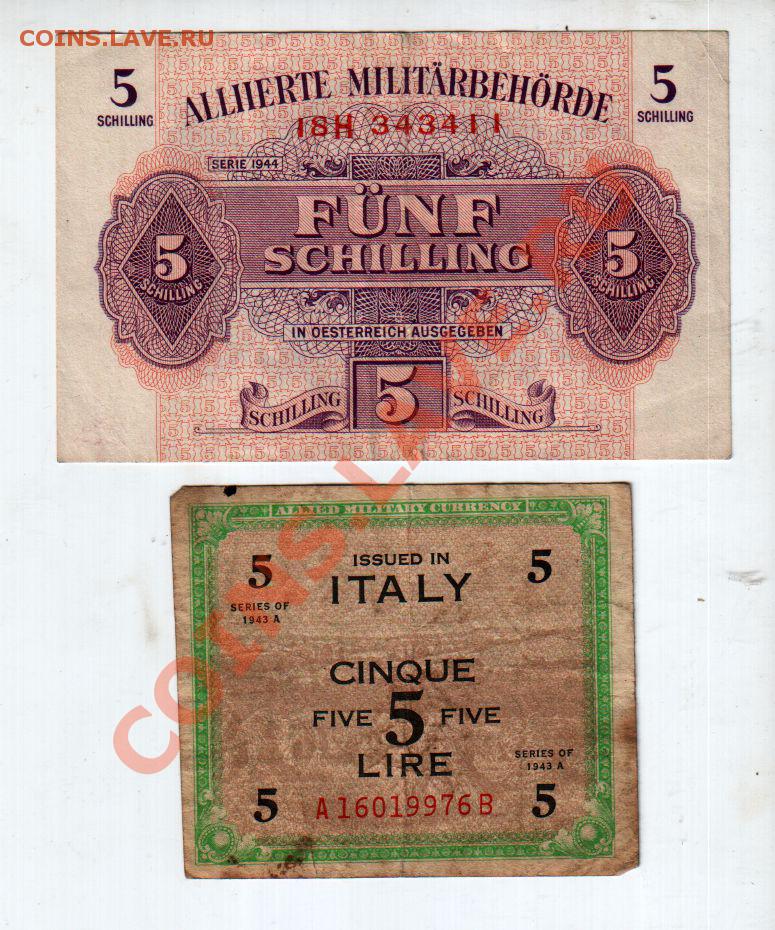 COINS.LAVE.RU
5
SCHILLING
ALLIIERTE MILITÄRBEHÖRDE
5
SCHILLING
18H 343411
SERIE 1944
FÜNF
SCHILLING
5
SCHILLING
5
SCHILLING
IN OESTERREICH AUSGEGEBEN
SCHILLING
5
SCHILLING
COINS.LAVE.RU
ALLIED MILITARY CURRENCY
5
ISSUED IN
5
ITALY
SERIES OF
1943 A
CINQUE
FIVE 5 FIVE
LIRE
SERIES OF
1943 A
5
A16019976B
5